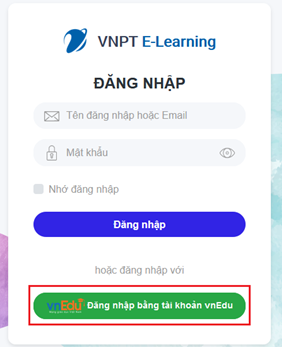 VNPT E-Learning
ĐĂNG NHẬP
Tên đăng nhập hoặc Email
Mật khẩu
Nhớ đăng nhập
Đăng nhập
hoặc đăng nhập với
vnEdu Đăng nhập bằng tài khoản vnEdu